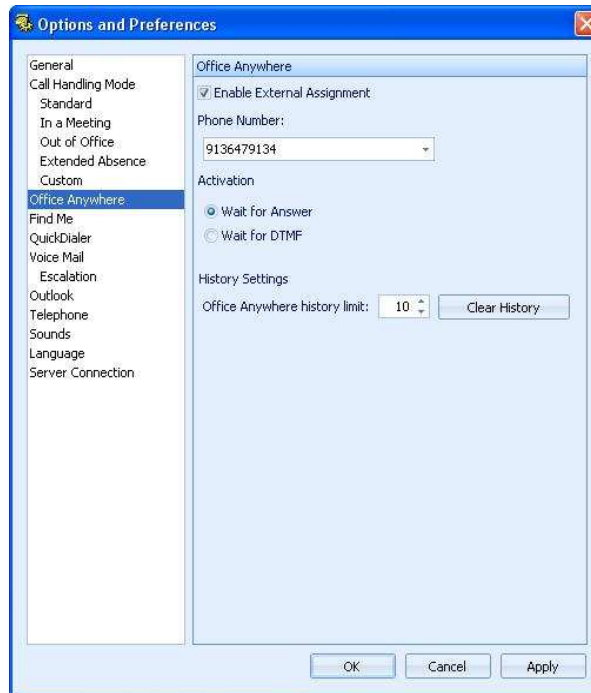 Options and Preferences
General
Call Handling Mode
Standard
In a Meeting
Out of Office
Extended Absence
Custom
Office Anywhere
Find Me
QuickDialer
Voice Mail
Escalation
Outlook
Telephone
Sounds
Language
Server Connection
Office Anywhere
Enable External Assignment
Phone Number:
9136479134
Activation
Wait for Answer
Wait for DTMF
History Settings
Office Anywhere history limit: 10 Clear History
OK Cancel Apply